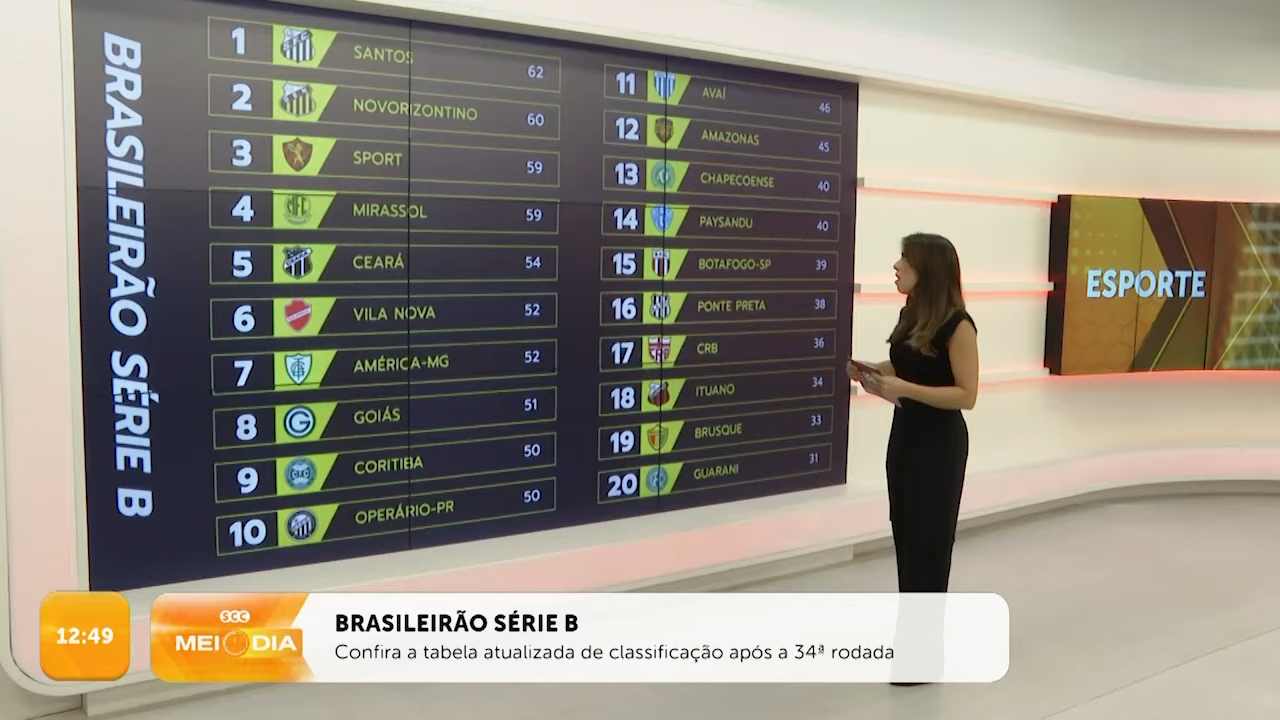 BRASILEIRÃO SÉRIE B
1 SANTOS 62
2 NOVORIZONTINO 60
3 SPORT 59
4 MIRASSOL 59
5 CEARÁ 54
6 VILA NOVA 52
7 AMÉRICA-MG 52
8 GOIÁS 51
9 CORITIBA 50
10 OPERÁRIO-PR 50
11 AVAÍ 46
12 AMAZONAS 45
13 CHAPECOENSE 40
14 PAYSANDU 40
15 BOTAFOGO-SP 39
16 PONTE PRETA 38
17 CRB 36
18 ITUANO 34
19 BRUSQUE 33
20 GUARANI 31
ESPORTE
12:49
SCC
MEIO DIA
BRASILEIRÃO SÉRIE B
Confira a tabela atualizada de classificação após a 34ª rodada